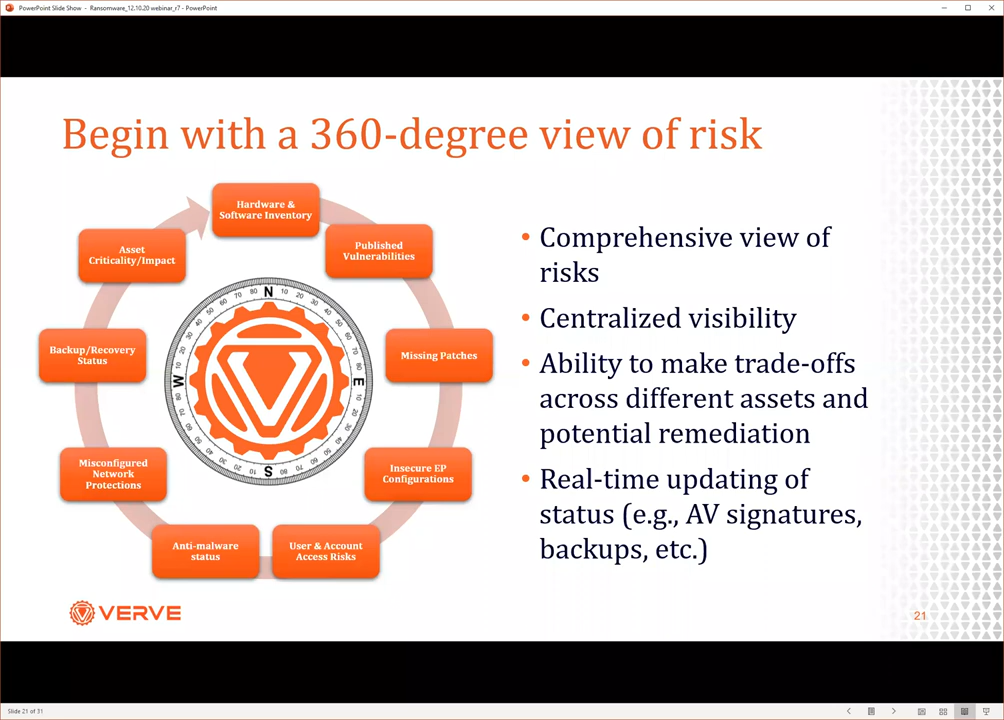 PowerPoint Slide Show - Ransomware_12.10.20 webinar_r7 - PowerPoint
Begin with a 360-degree view of risk
Hardware &
Software Inventory
Published
Vulnerabilities
Missing Patches
Insecure EP
Configurations
User & Account
Access Risks
Anti-malware
status
Misconfigured
Network
Protections
Backup/Recovery
Status
Asset
Criticality/Impact
N
E
S
W
• Comprehensive view of
risks
• Centralized visibility
• Ability to make trade-offs
across different assets and
potential remediation
• Real-time updating of
status (e.g., AV signatures,
backups, etc.)
VERVE
21
Slide 21 of 31